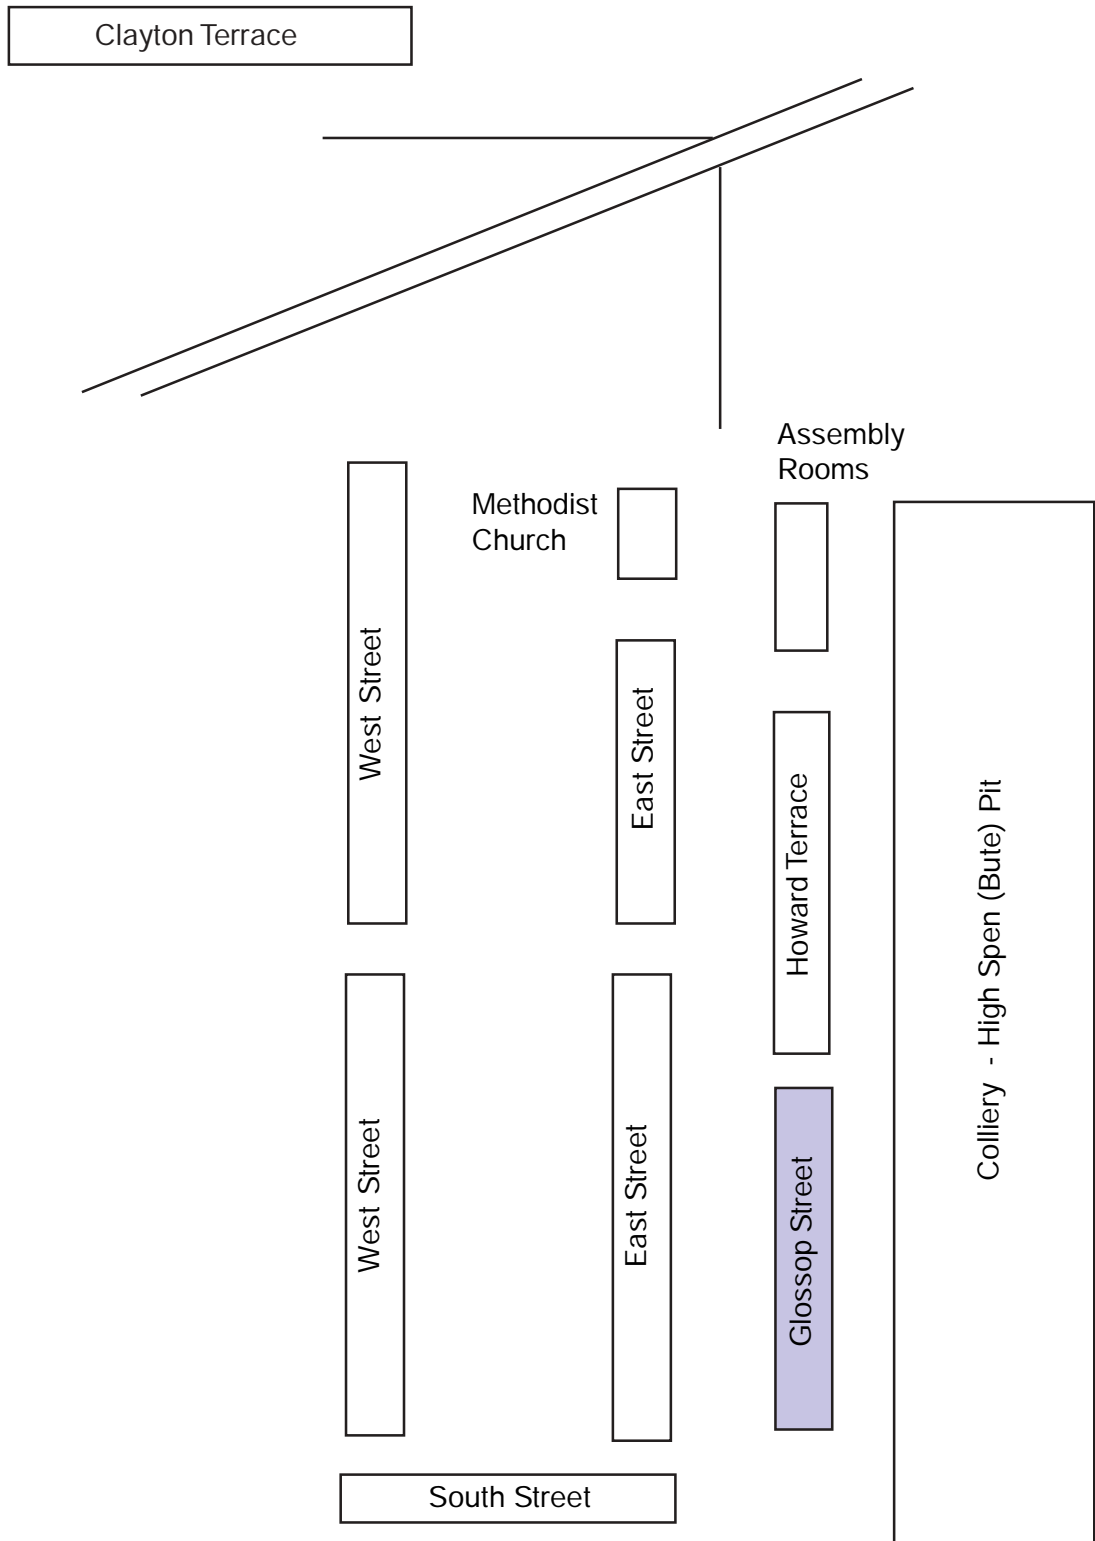 Clayton Terrace
Assembly
Rooms
Methodist
Church
West Street
East Street
Howard Terrace
Colliery - High Spen (Bute) Pit
West Street
East Street
Glossop Street
South Street